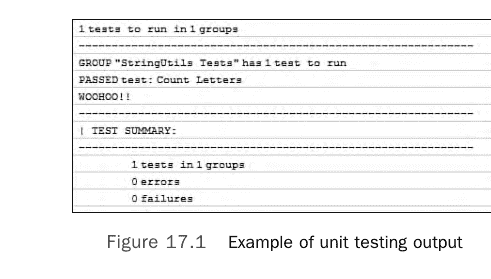 1 tests to run in 1 groups
----------------------------------------------------------------
GROUP "StringUtils Tests" has 1 test to run
PASSED test: Count Letters
WOOHOO!!
----------------------------------------------------------------
| TEST SUMMARY:
----------------------------------------------------------------
1 tests in 1 groups
0 errors
0 failures
Figure 17.1 Example of unit testing output